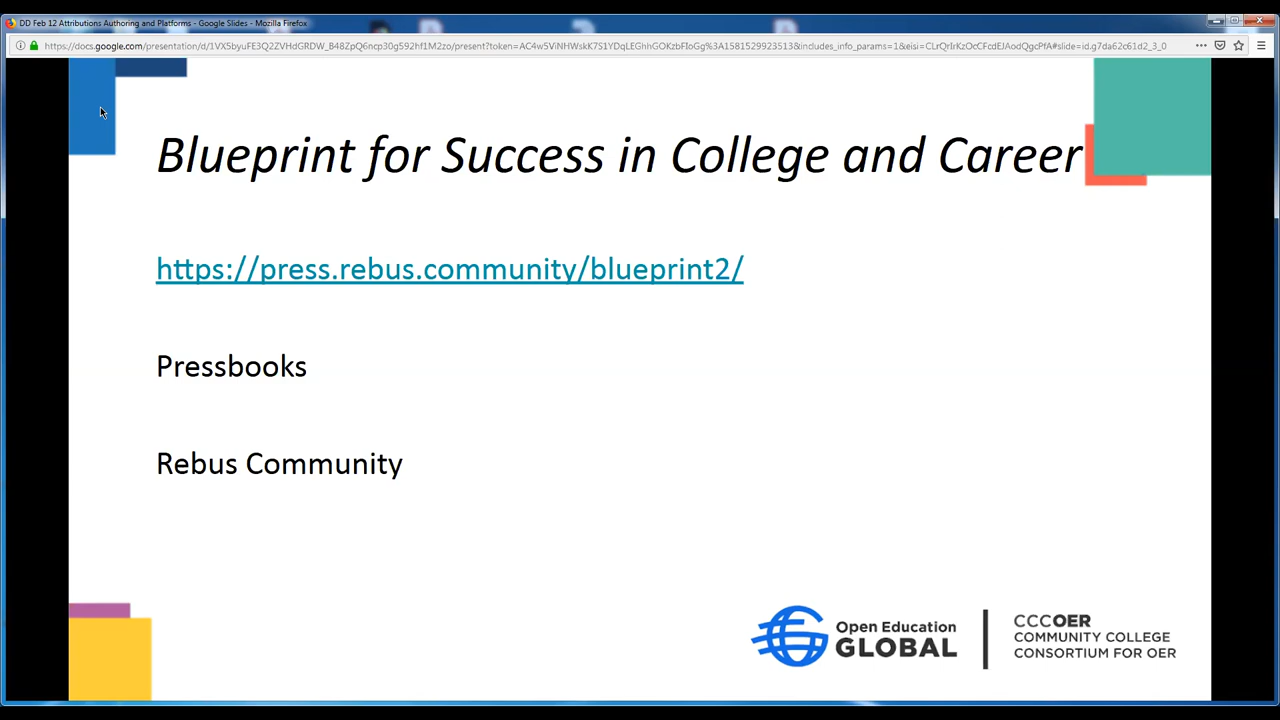 DD Feb 12 Attributions Authoring and Platforms - Google Slides - Mozilla Firefox
Blueprint for Success in College and Career
https://press.rebus.community/blueprint2/
Pressbooks
Rebus Community
Open Education
GLOBAL
CCCOER
COMMUNITY COLLEGE
CONSORTIUM FOR OER